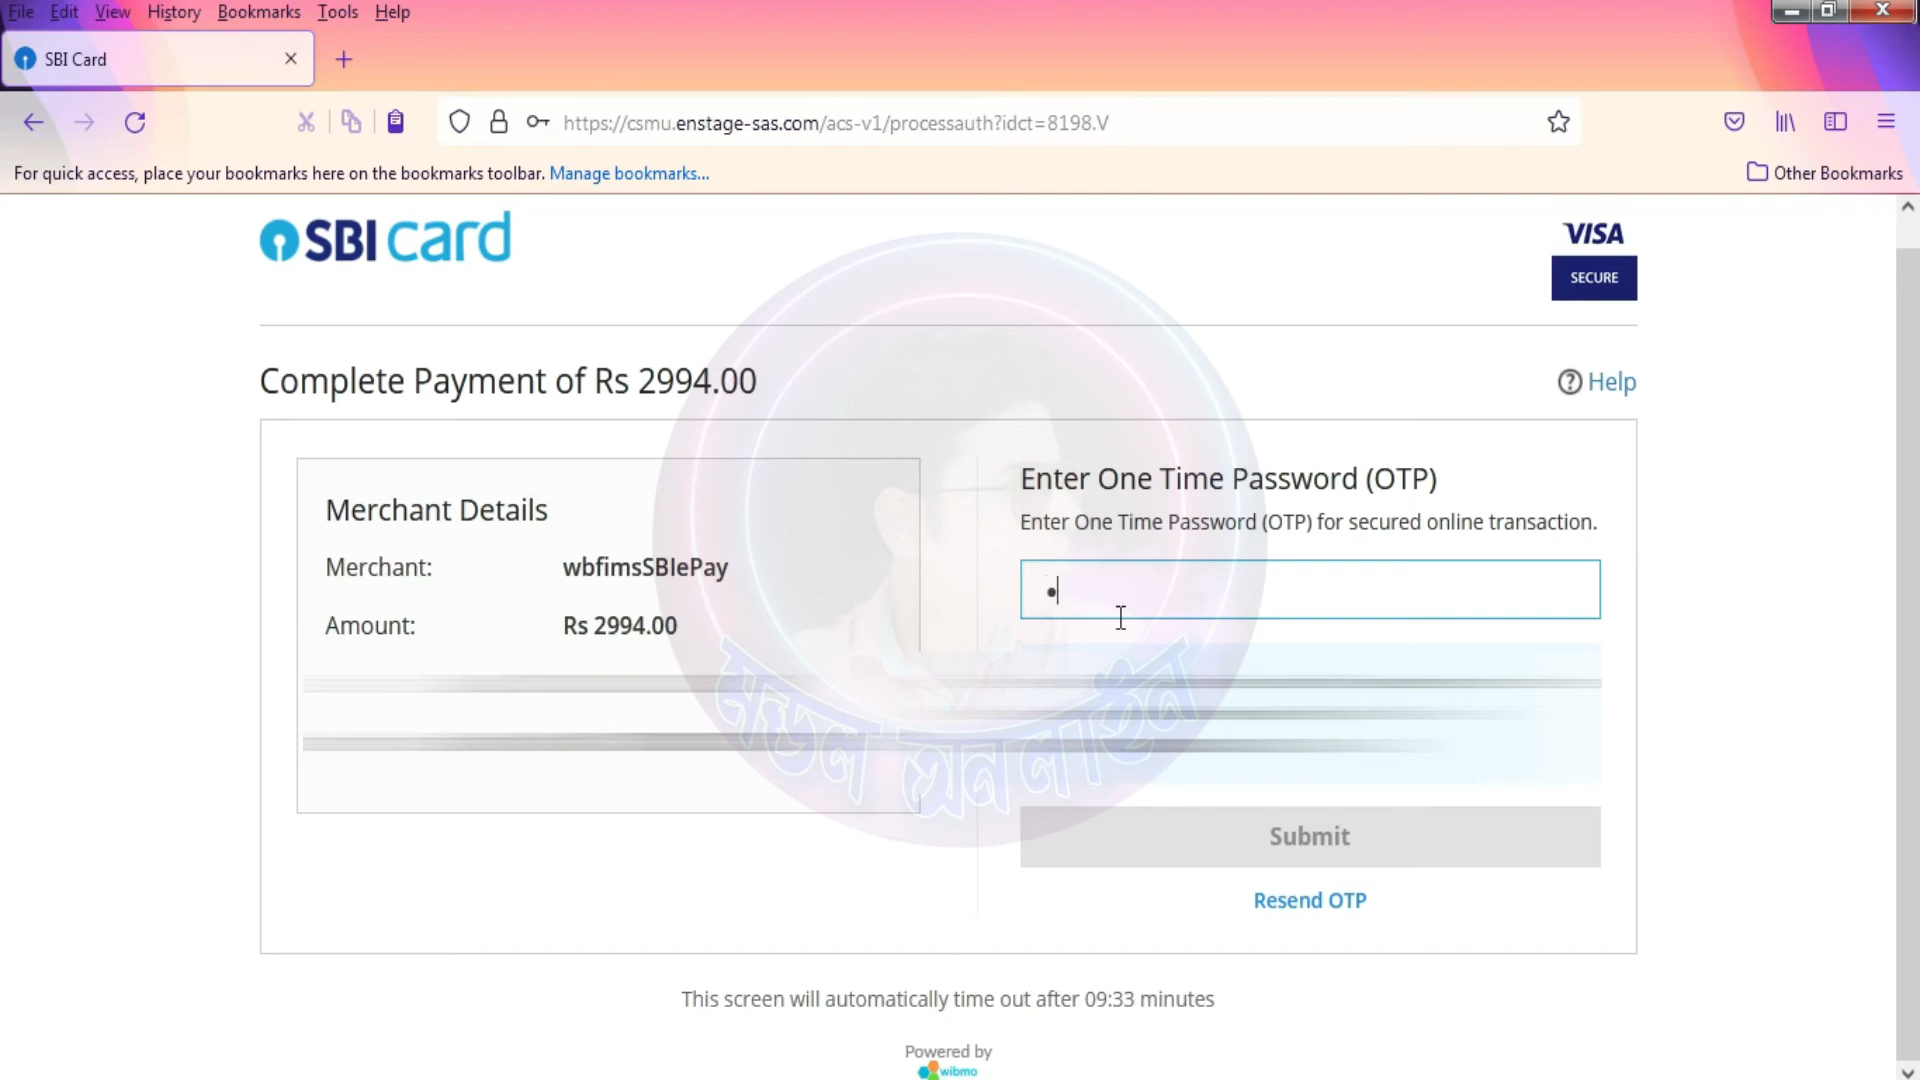 File Edit View History Bookmarks Tools Help
SBI Card
https://csmu.enstage-sas.com/acs-v1/processauth?idct=8198.V
For quick access, place your bookmarks here on the bookmarks toolbar. Manage bookmarks...
Other Bookmarks
SBI card
VISA
SECURE
Complete Payment of Rs 2994.00
Help
Merchant Details
Merchant: wbfimsSBIePay
Amount: Rs 2994.00
Enter One Time Password (OTP)
Enter One Time Password (OTP) for secured online transaction.
মন্ডল অনলাইন
Submit
Resend OTP
This screen will automatically time out after 09:33 minutes
Powered by
wibmo